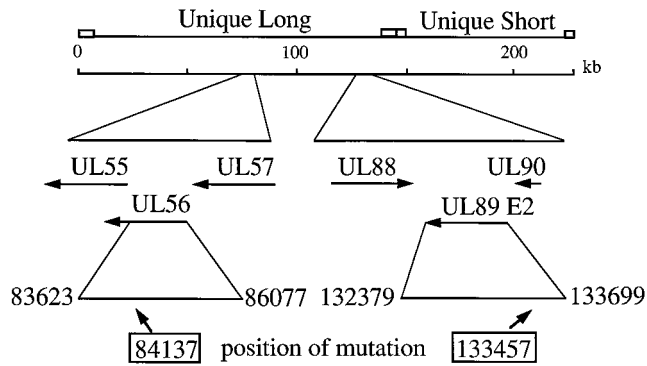 Unique Long Unique Short
0 100 200 kb
UL55 UL57 UL88 UL90
UL56 UL89 E2
83623 86077 132379 133699
84137 position of mutation 133457